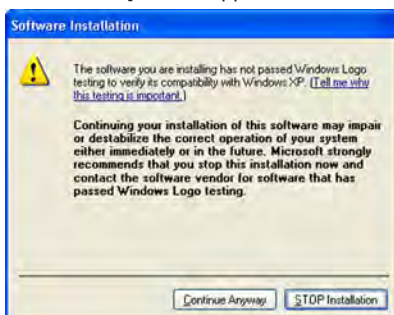 Software Installation
The software you are installing has not passed Windows Logo
testing to verify its compatibility with Windows XP. (Tell me why
this testing is important.)
Continuing your installation of this software may impair
or destabilize the correct operation of your system
either immediately or in the future. Microsoft strongly
recommends that you stop this installation now and
contact the software vendor for software that has
passed Windows Logo testing.
Continue Anyway STOP Installation